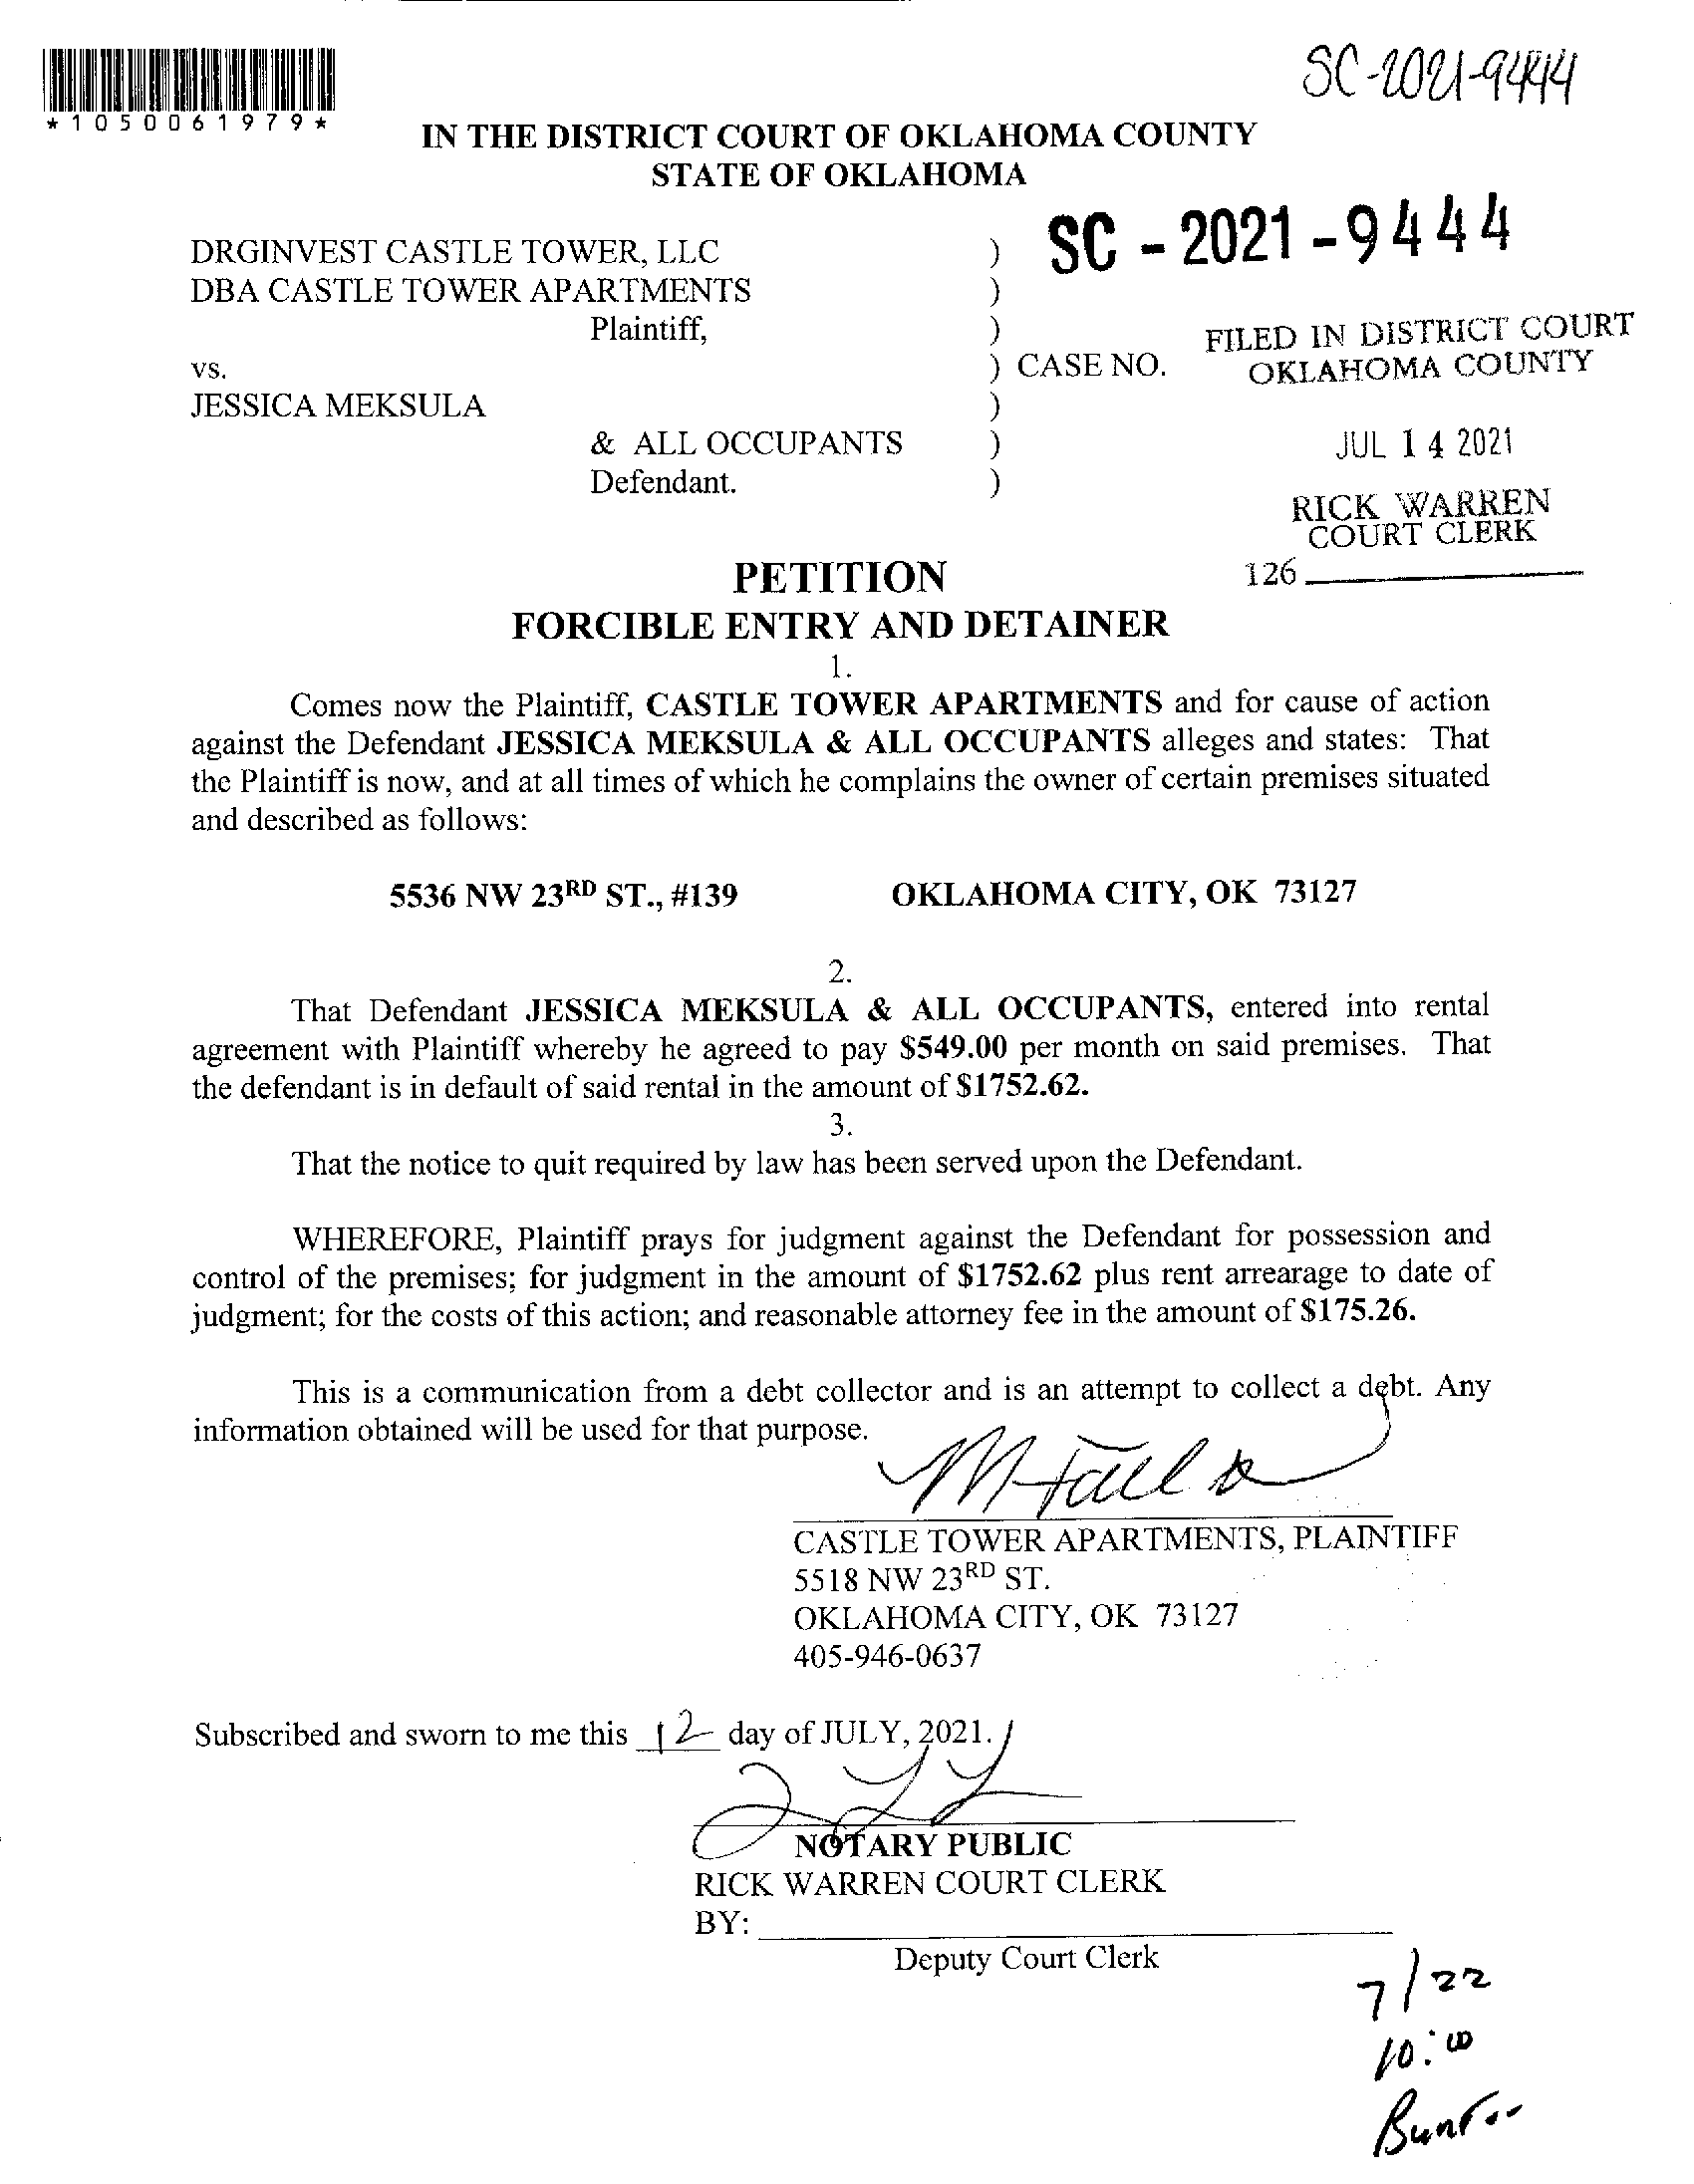 SC-2021-9444
*1050061979*
IN THE DISTRICT COURT OF OKLAHOMA COUNTY
STATE OF OKLAHOMA
SC - 2021 - 9444
DRGINVEST CASTLE TOWER, LLC )
DBA CASTLE TOWER APARTMENTS )
Plaintiff, )
FILED IN DISTRICT COURT
vs. ) CASE NO. OKLAHOMA COUNTY
JESSICA MEKSULA )
& ALL OCCUPANTS ) JUL 14 2021
Defendant. )
RICK WARREN
COURT CLERK
126
PETITION
FORCIBLE ENTRY AND DETAINER
1.
Comes now the Plaintiff, CASTLE TOWER APARTMENTS and for cause of action
against the Defendant JESSICA MEKSULA & ALL OCCUPANTS alleges and states: That
the Plaintiff is now, and at all times of which he complains the owner of certain premises situated
and described as follows:
5536 NW 23RD ST., #139 OKLAHOMA CITY, OK 73127
2.
That Defendant JESSICA MEKSULA & ALL OCCUPANTS, entered into rental
agreement with Plaintiff whereby he agreed to pay $549.00 per month on said premises. That
the defendant is in default of said rental in the amount of $1752.62.
3.
That the notice to quit required by law has been served upon the Defendant.
WHEREFORE, Plaintiff prays for judgment against the Defendant for possession and
control of the premises; for judgment in the amount of $1752.62 plus rent arrearage to date of
judgment; for the costs of this action; and reasonable attorney fee in the amount of $175.26.
This is a communication from a debt collector and is an attempt to collect a debt. Any
information obtained will be used for that purpose.
CASTLE TOWER APARTMENTS, PLAINTIFF
5518 NW 23RD ST.
OKLAHOMA CITY, OK 73127
405-946-0637
Subscribed and sworn to me this 12 day of JULY, 2021.
NOTARY PUBLIC
RICK WARREN COURT CLERK
BY:
Deputy Court Clerk
7/22
10:00